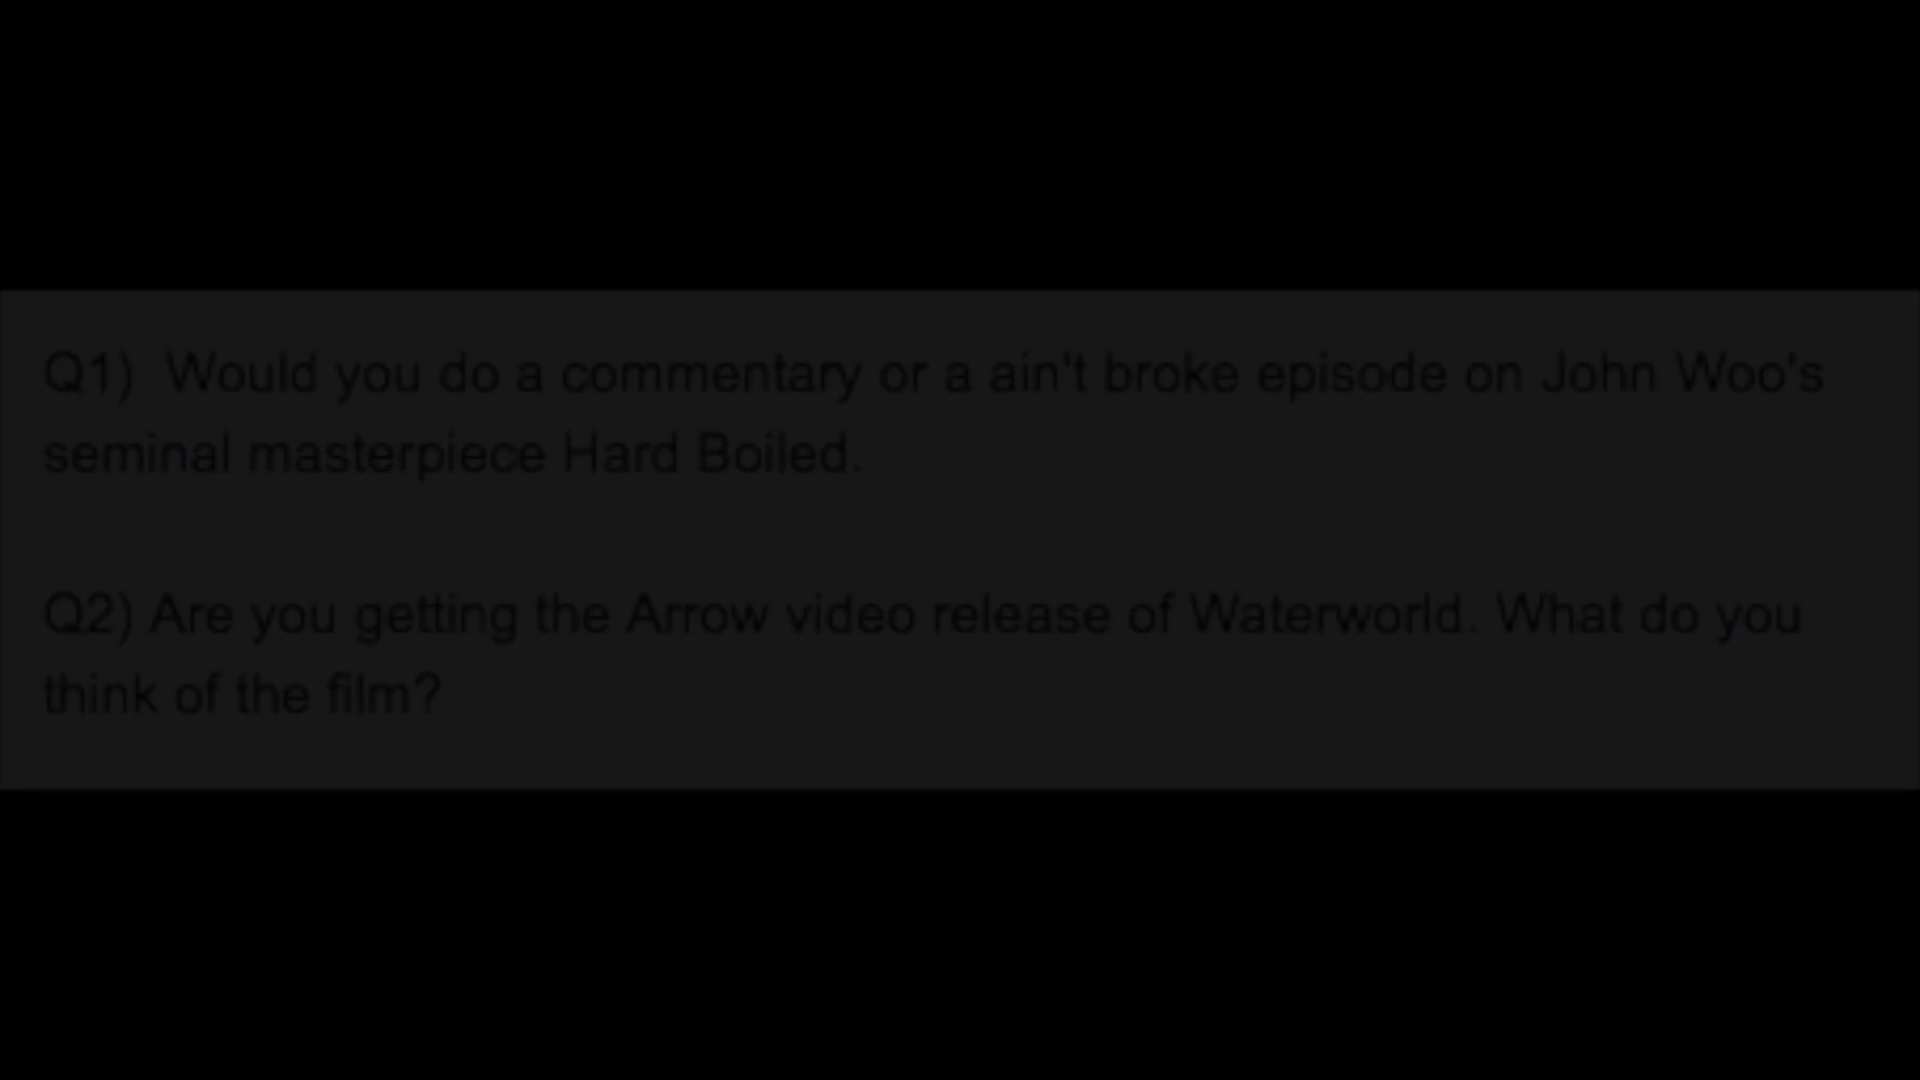 Q1)  Would you do a commentary or a ain't broke episode on John Woo's
seminal masterpiece Hard Boiled.
Q2) Are you getting the Arrow video release of Waterworld. What do you
think of the film?